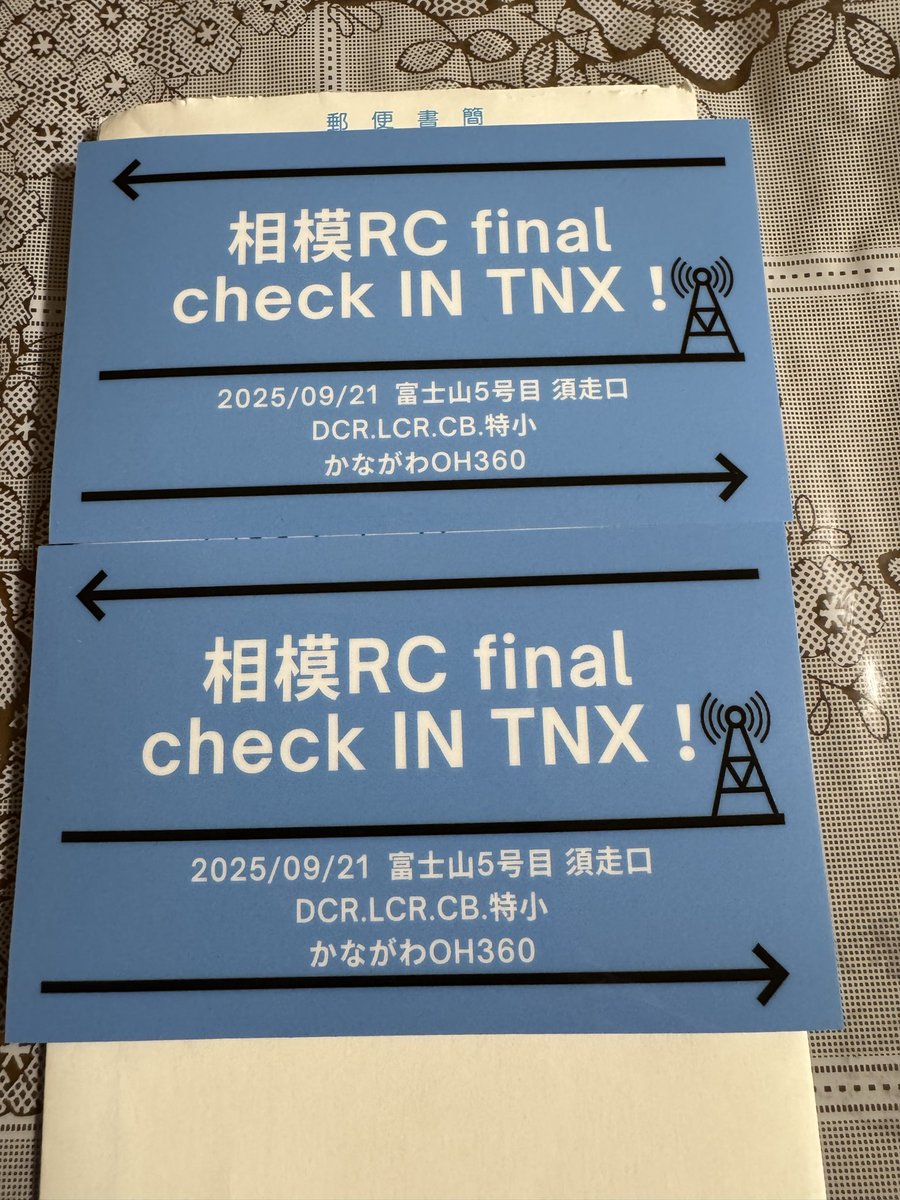 郵便書簡
相模RC final
check IN TNX！
2025/09/21 富士山5号目 須走口
DCR.LCR.CB.特小
かながわOH360
相模RC final
check IN TNX！
2025/09/21 富士山5号目 須走口
DCR.LCR.CB.特小
かながわOH360